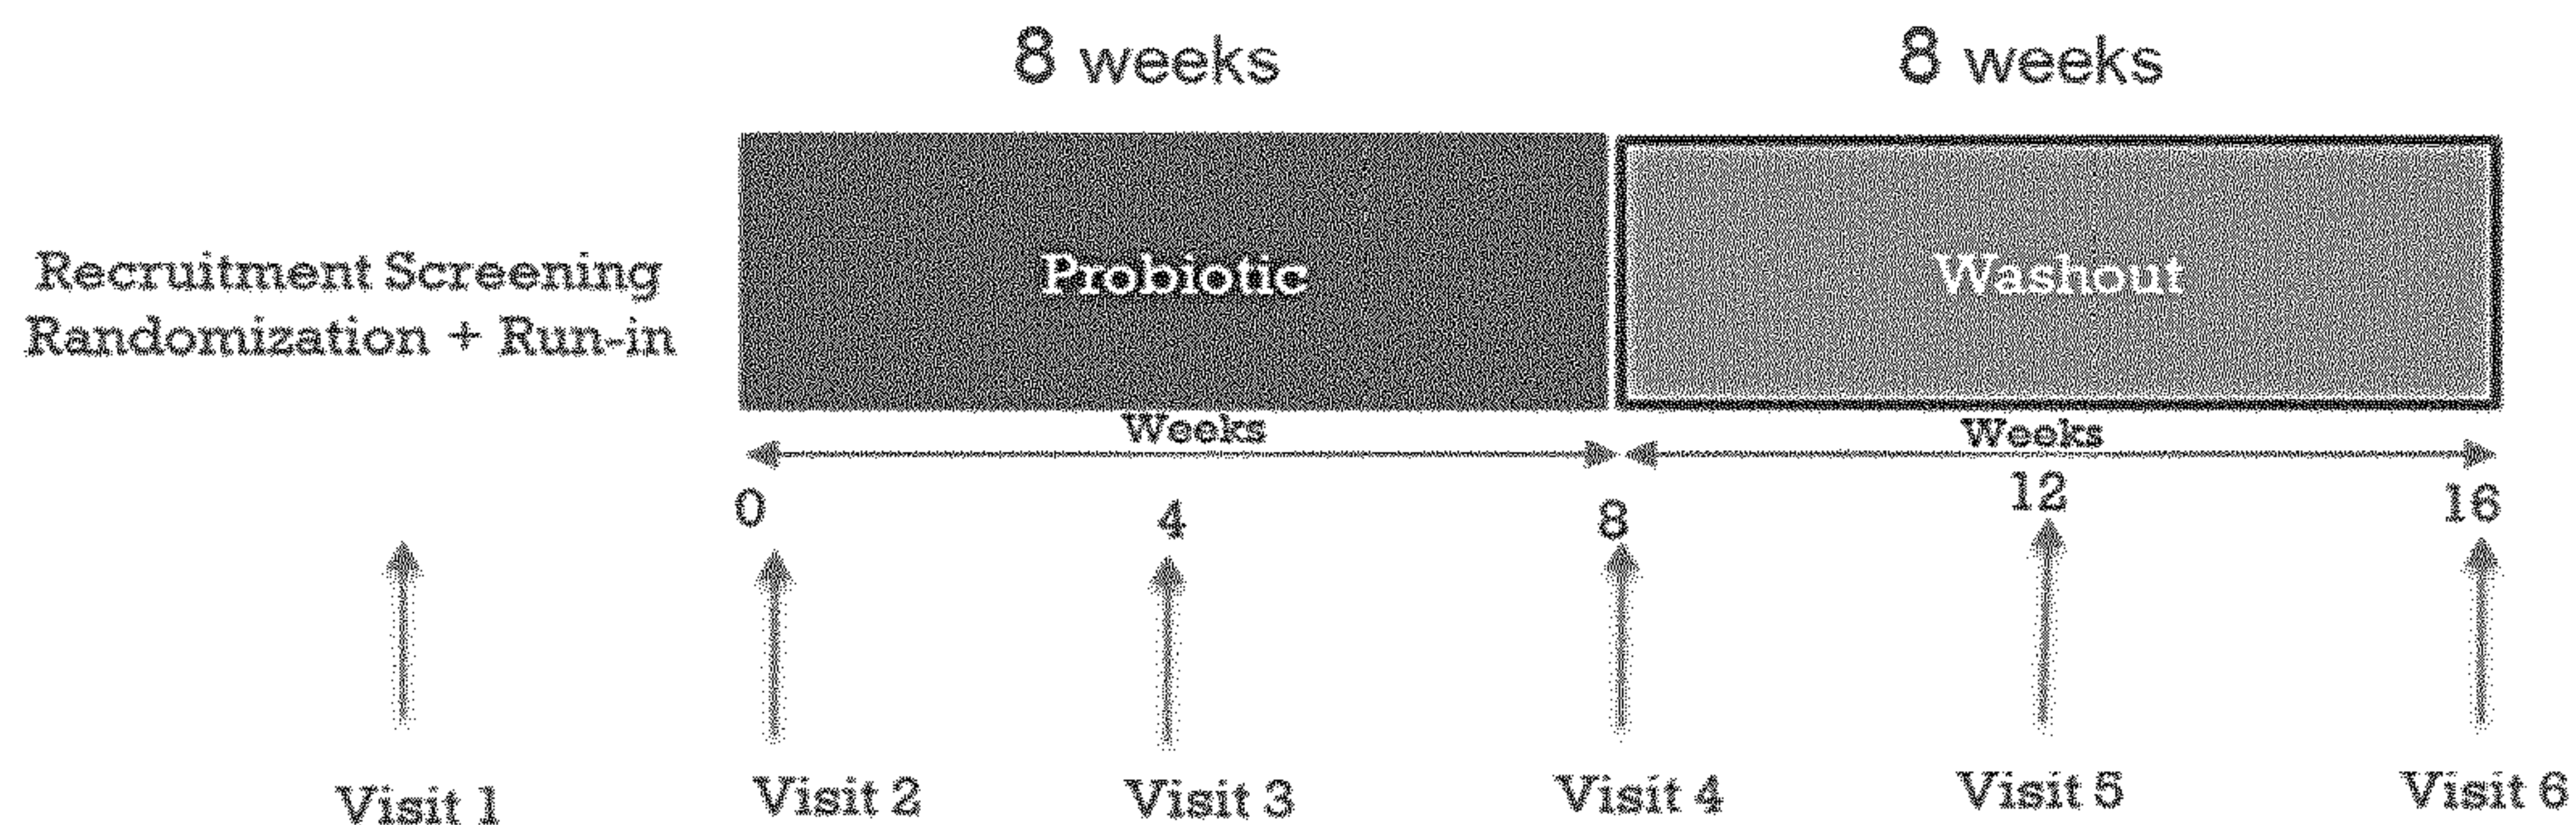 8 weeks
8 weeks
Recruitment Screening
Randomization + Run-in
Probiotic
Washout
Weeks
Weeks
0
4
8
12
16
Visit 1
Visit 2
Visit 3
Visit 4
Visit 5
Visit 6